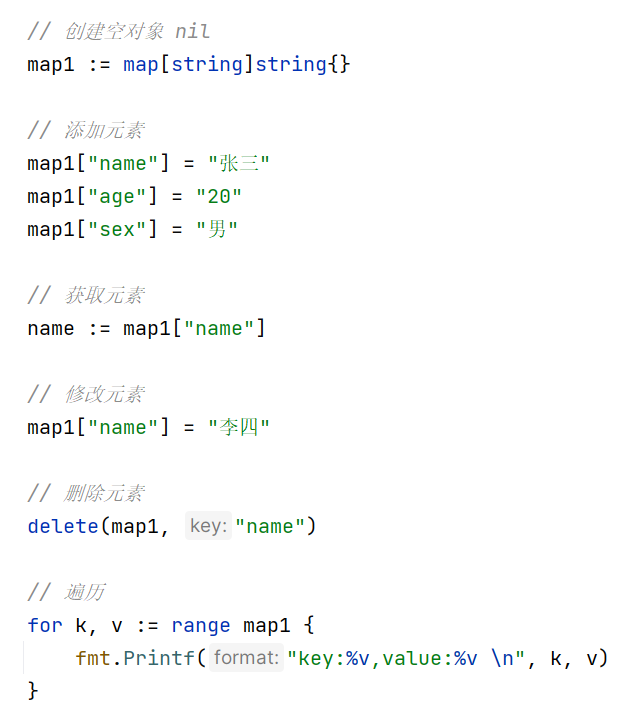 // 创建空对象 nil
map1 := map[string]string{}
// 添加元素
map1["name"] = "张三"
map1["age"] = "20"
map1["sex"] = "男"
// 获取元素
name := map1["name"]
// 修改元素
map1["name"] = "李四"
// 删除元素
delete(map1, key:"name")
// 遍历
for k, v := range map1 {
    fmt.Printf(format:"key:%v,value:%v \n", k, v)
}